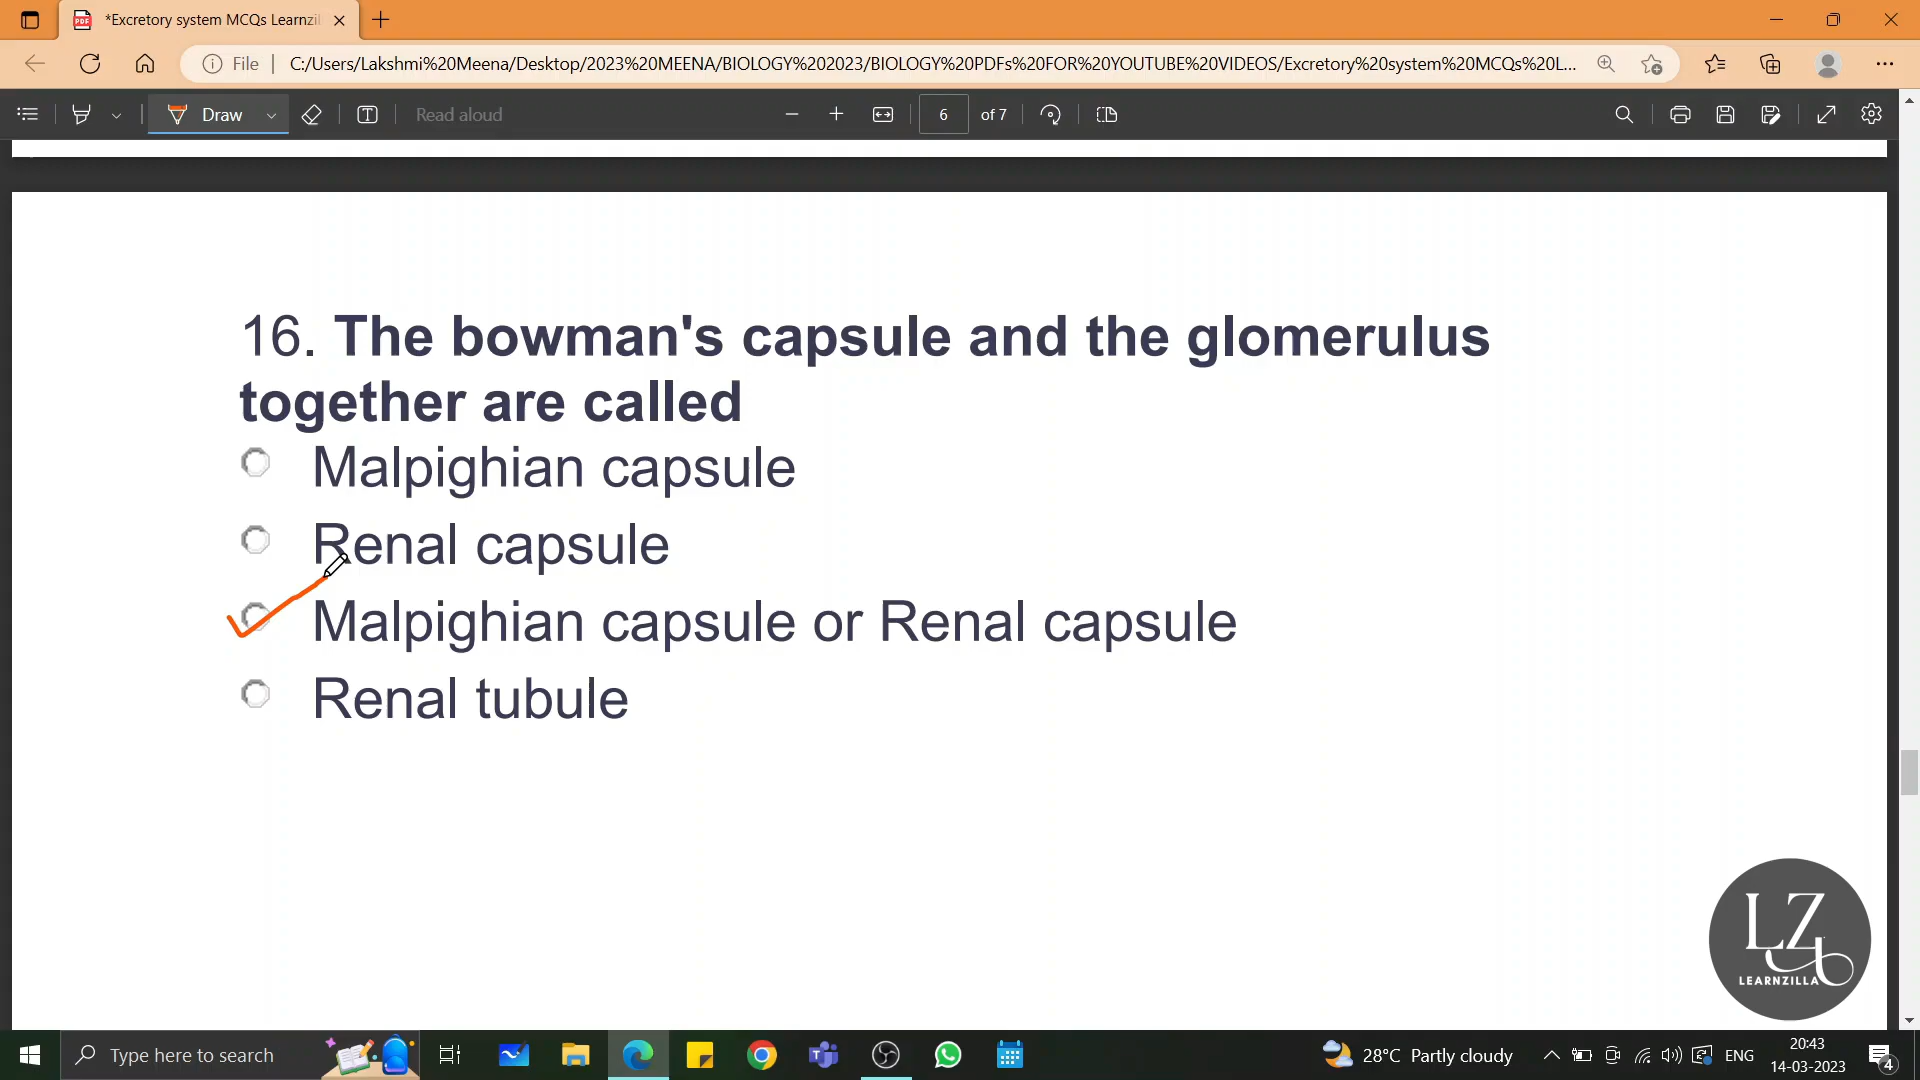 *Excretory system MCQs Learnzil
File
C:/Users/Lakshmi%20Meena/Desktop/2023%20MEENA/BIOLOGY%202023/BIOLOGY%20PDFs%20FOR%20YOUTUBE%20VIDEOS/Excretory%20system%20MCQs%20L...
Draw
T
Read aloud
6 of 7
16. The bowman's capsule and the glomerulus
together are called
Malpighian capsule
Renal capsule
Malpighian capsule or Renal capsule
Renal tubule
LZ
LEARNZILLA
Type here to search
28°C Partly cloudy
ENG
20:43
14-03-2023
4